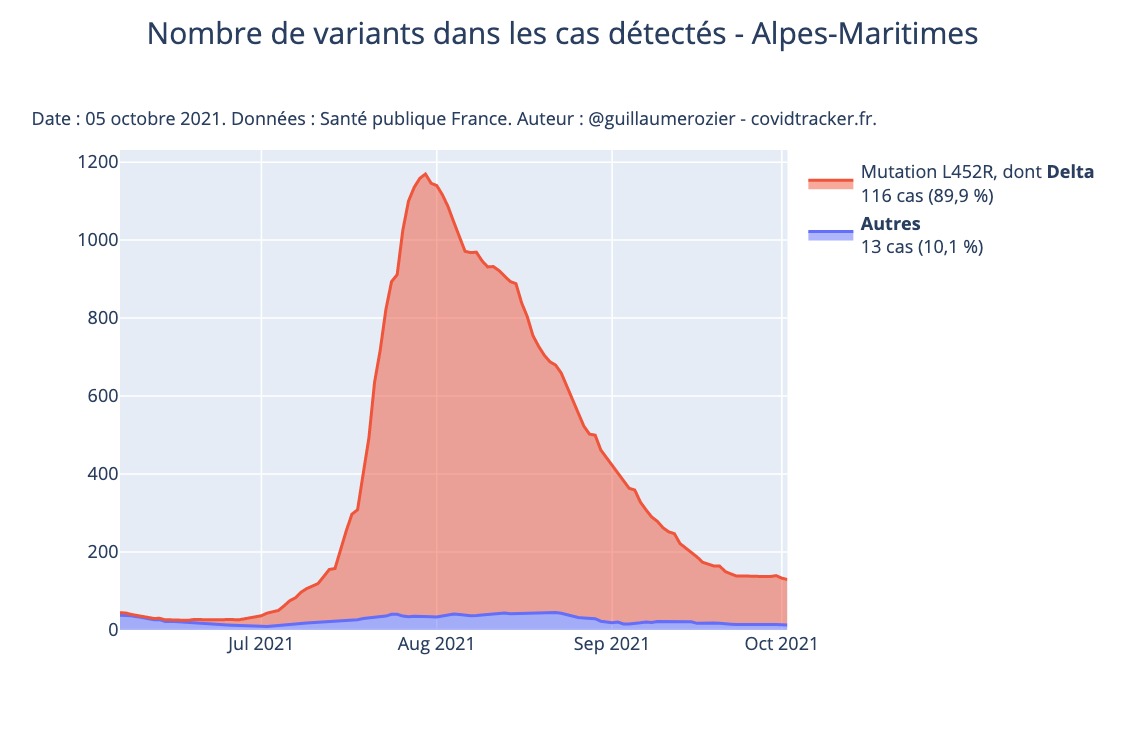 Nombre de variants dans les cas détectés - Alpes-Maritimes
Date : 05 octobre 2021. Données : Santé publique France. Auteur : @guillaumerozier - covidtracker.fr.
1200
1000
800
600
400
200
0
Jul 2021 Aug 2021 Sep 2021 Oct 2021
Mutation L452R, dont Delta
116 cas (89,9 %)
Autres
13 cas (10,1 %)